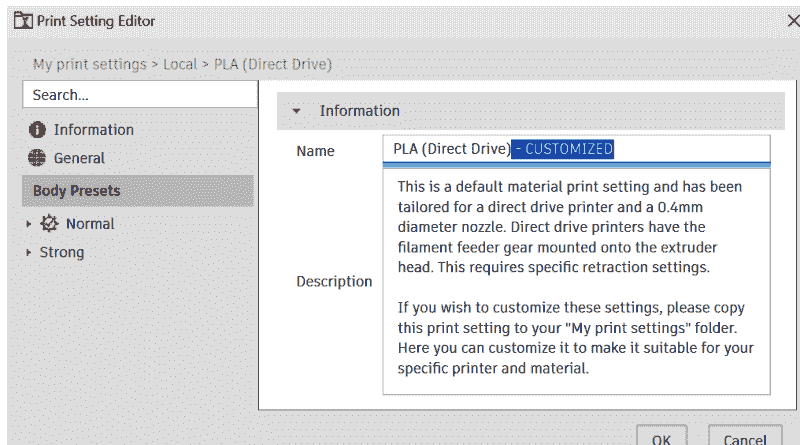 Print Setting Editor
My print settings > Local > PLA (Direct Drive)
Search...
Information
General
Body Presets
Normal
Strong
Information
Name
PLA (Direct Drive) - CUSTOMIZED
Description
This is a default material print setting and has been
tailored for a direct drive printer and a 0.4mm
diameter nozzle. Direct drive printers have the
filament feeder gear mounted onto the extruder
head. This requires specific retraction settings.
If you wish to customize these settings, please copy
this print setting to your "My print settings" folder.
Here you can customize it to make it suitable for your
specific printer and material.
OK
Cancel